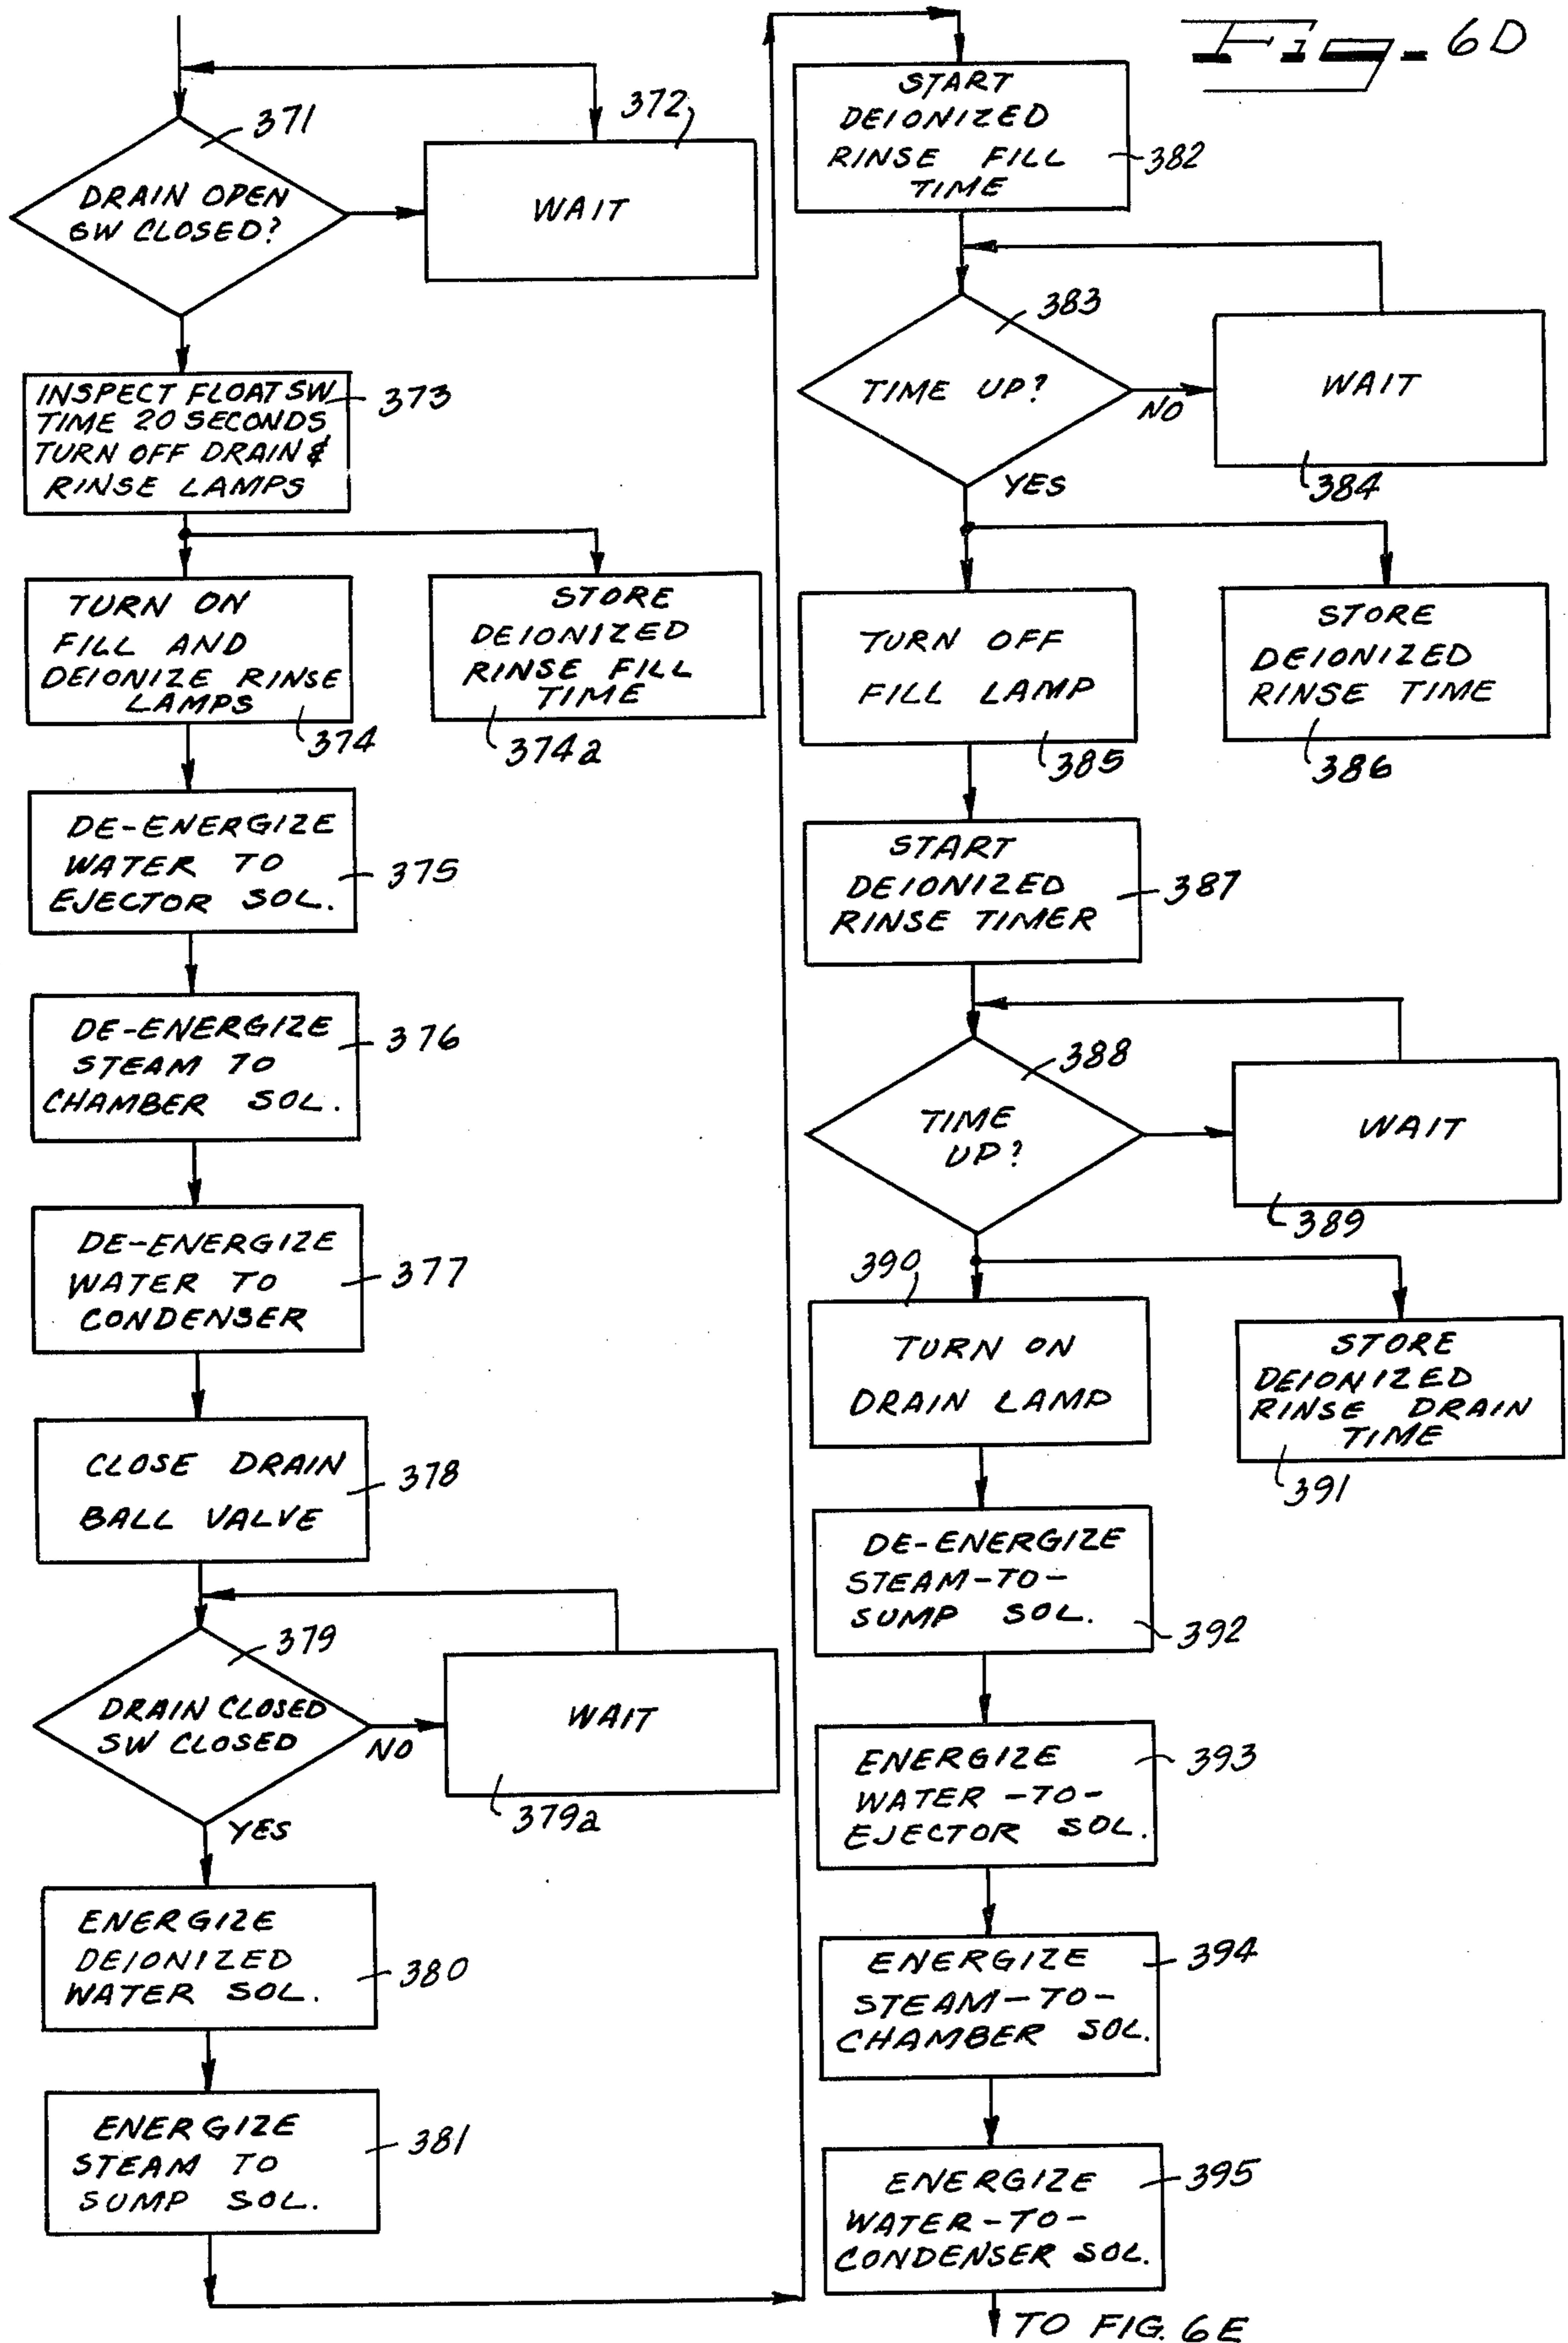 Fig-6D
371
DRAIN OPEN
SW CLOSED?
372
WAIT
INSPECT FLOAT SW
TIME 20 SECONDS
TURN OFF DRAIN &
RINSE LAMPS
373
TURN ON
FILL AND
DEIONIZE RINSE
LAMPS
374
STORE
DEIONIZED
RINSE FILL
TIME
374a
DE-ENERGIZE
WATER TO
EJECTOR SOL.
375
DE-ENERGIZE
STEAM TO
CHAMBER SOL.
376
DE-ENERGIZE
WATER TO
CONDENSER
377
CLOSE DRAIN
BALL VALVE
378
379
DRAIN CLOSED
SW CLOSED
NO
WAIT
379a
YES
ENERGIZE
DEIONIZED
WATER SOL.
380
ENERGIZE
STEAM TO
SUMP SOL.
381
START
DEIONIZED
RINSE FILL
TIME
382
383
TIME UP?
NO
WAIT
384
YES
TURN OFF
FILL LAMP
385
STORE
DEIONIZED
RINSE TIME
386
START
DEIONIZED
RINSE TIMER
387
388
TIME
UP?
WAIT
389
390
TURN ON
DRAIN LAMP
STORE
DEIONIZED
RINSE DRAIN
TIME
391
DE-ENERGIZE
STEAM-TO-
SUMP SOL.
392
ENERGIZE
WATER-TO-
EJECTOR SOL.
393
ENERGIZE
STEAM-TO-
CHAMBER SOL.
394
ENERGIZE
WATER-TO-
CONDENSER SOL.
395
TO FIG. 6E